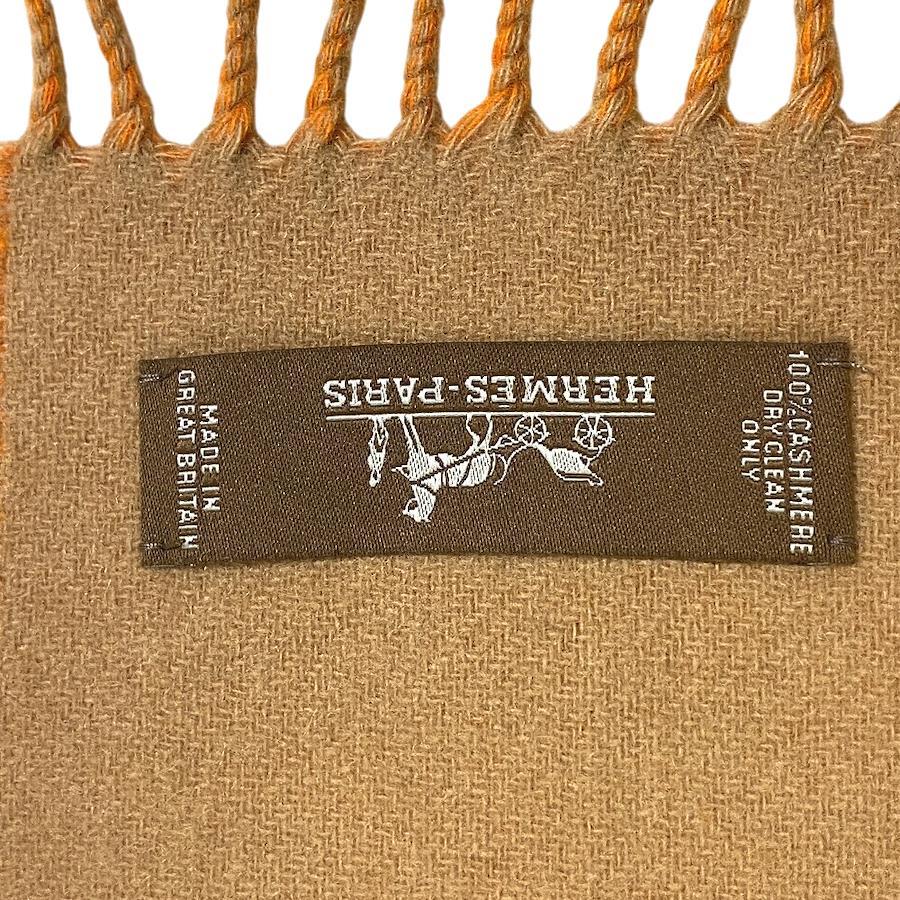 HERMES-PARIS
MADE IN
GREAT BRITAIN
100%CASHMERE
DRY CLEAN
ONLY